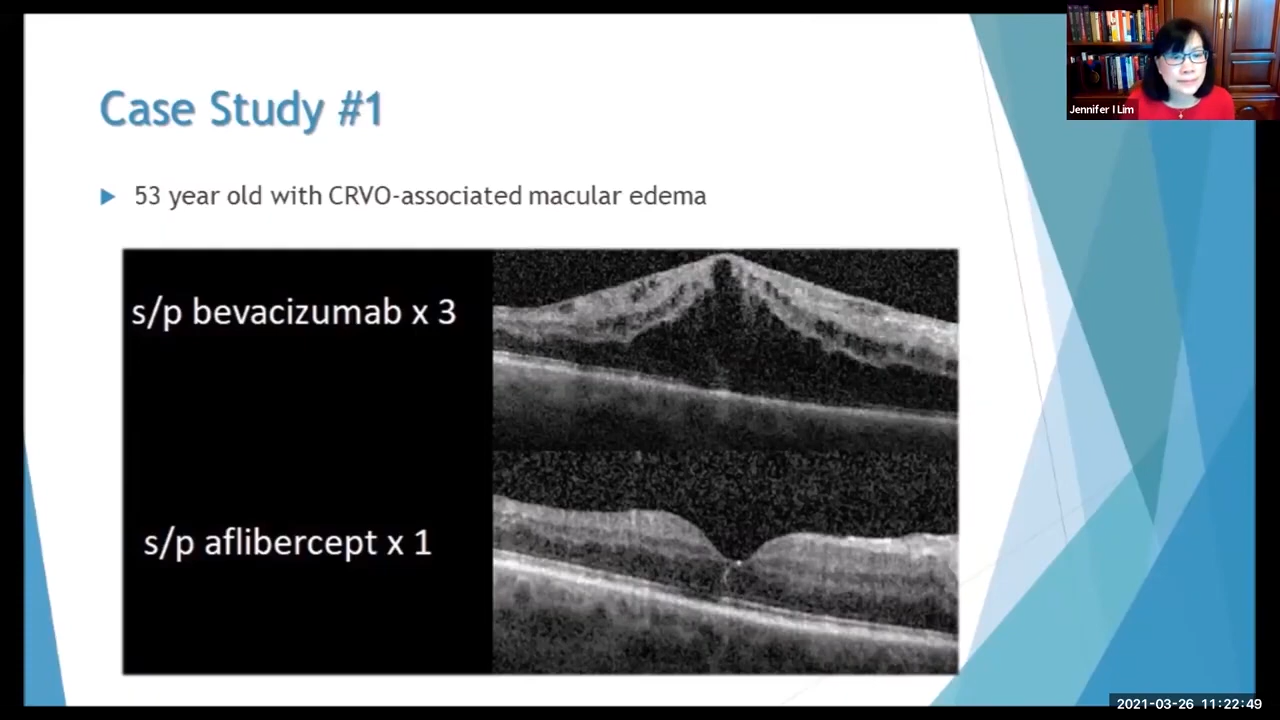 Case Study #1
53 year old with CRVO-associated macular edema
s/p bevacizumab x 3
s/p aflibercept x 1
Jennifer I Lim
2021-03-26 11:22:49